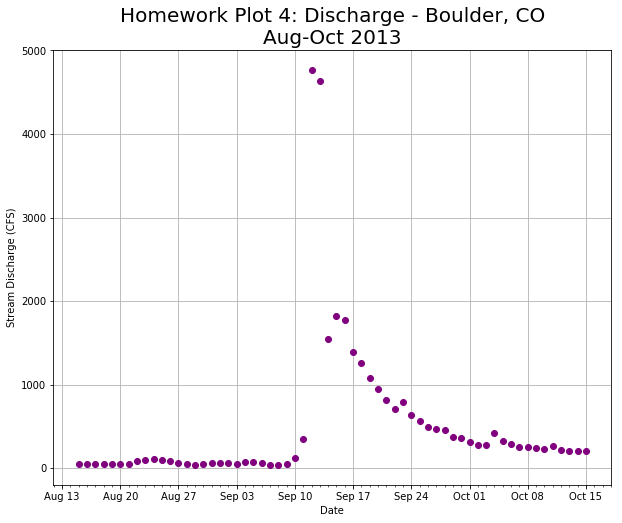 Homework Plot 4: Discharge - Boulder, CO
Aug-Oct 2013
5000
4000
3000
2000
1000
0
Stream Discharge (CFS)
Aug 13 Aug 20 Aug 27 Sep 03 Sep 10 Sep 17 Sep 24 Oct 01 Oct 08 Oct 15
Date